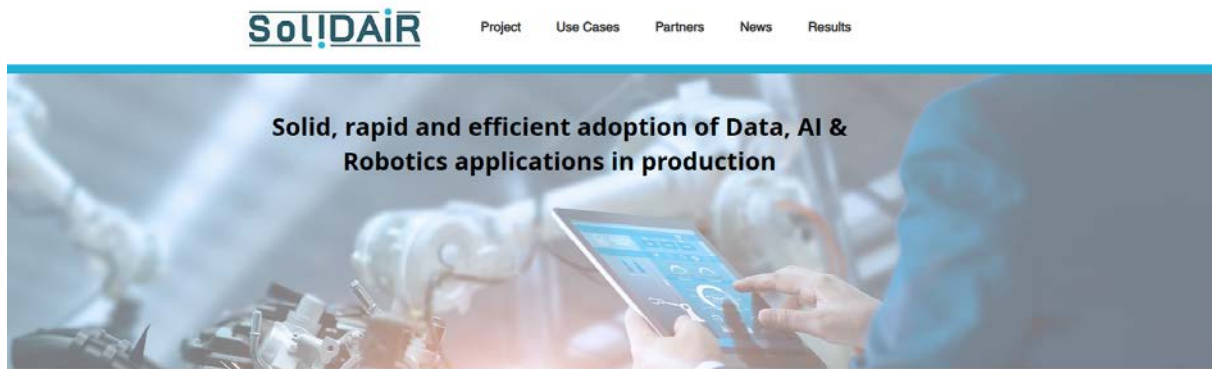 SolIDAiR
Project Use Cases Partners News Results
Solid, rapid and efficient adoption of Data, AI &
Robotics applications in production